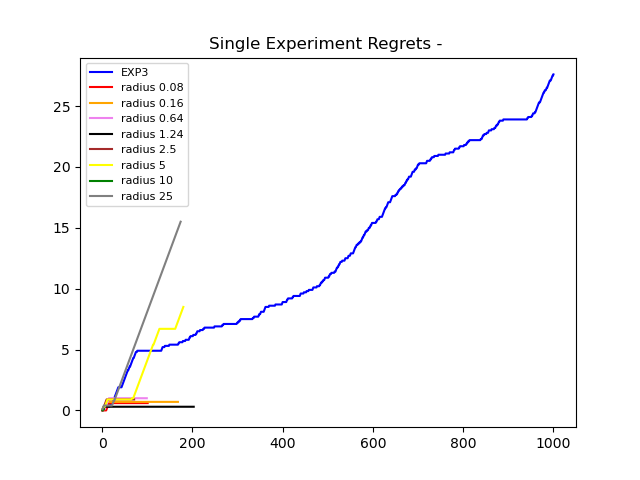 Single Experiment Regrets -
EXP3
radius 0.08
radius 0.16
radius 0.64
radius 1.24
radius 2.5
radius 5
radius 10
radius 25
25
20
15
10
5
0
0 200 400 600 800 1000